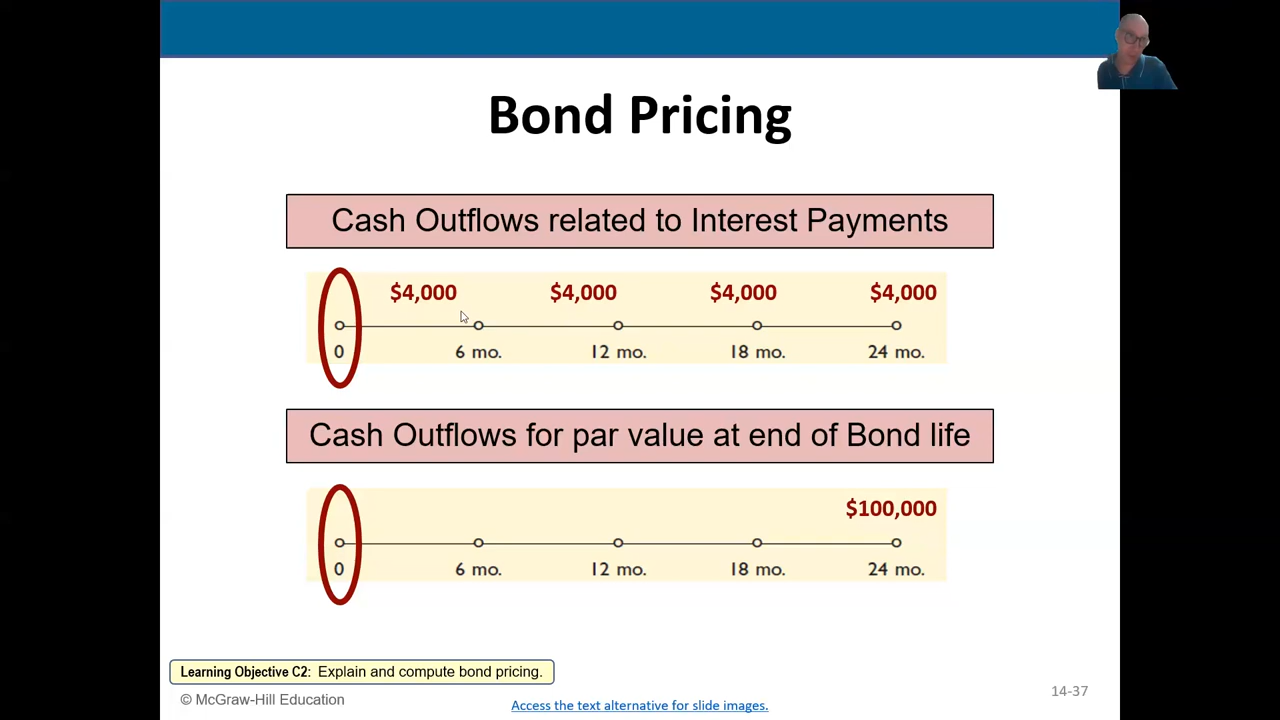 Bond Pricing
Cash Outflows related to Interest Payments
$4,000 $4,000 $4,000 $4,000
0 6 mo. 12 mo. 18 mo. 24 mo.
Cash Outflows for par value at end of Bond life
$100,000
0 6 mo. 12 mo. 18 mo. 24 mo.
Learning Objective C2: Explain and compute bond pricing.
© McGraw-Hill Education
Access the text alternative for slide images.
14-37